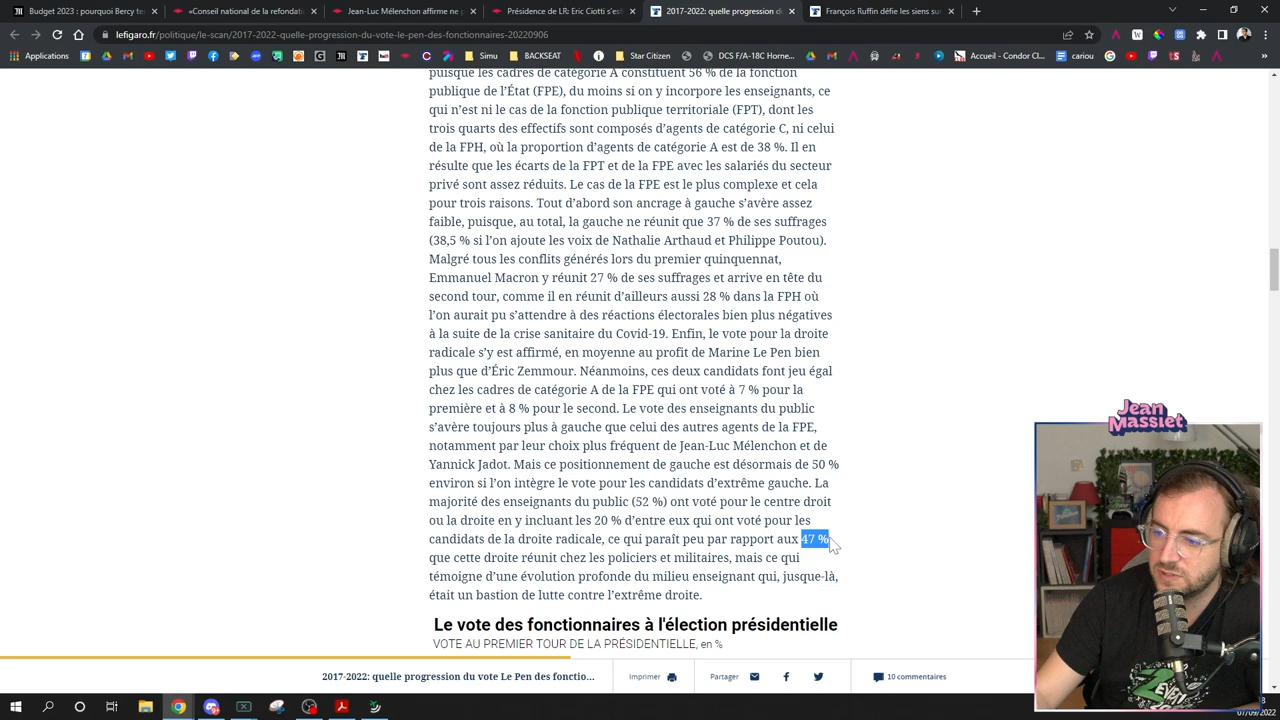 Budget 2023 : pourquoi Bercy te
«Conseil national de la refondati
Jean-Luc Mélenchon affirme ne p
Présidence de LR: Eric Ciotti s'est
2017-2022: quelle progression du
François Ruffin défie les siens su
lefigaro.fr/politique/le-scan/2017-2022-quelle-progression-du-vote-le-pen-des-fonctionnaires-20220906
Applications
Simu
BACKSEAT
Star Citizen
DCS F/A-18C Horne...
Accueil - Condor Cl...
cariou
puisque les cadres de catégorie A constituent 56 % de la fonction
publique de l'État (FPE), du moins si on y incorpore les enseignants, ce
qui n'est ni le cas de la fonction publique territoriale (FPT), dont les
trois quarts des effectifs sont composés d'agents de catégorie C, ni celui
de la FPH, où la proportion d'agents de catégorie A est de 38 %. Il en
résulte que les écarts de la FPT et de la FPE avec les salariés du secteur
privé sont assez réduits. Le cas de la FPE est le plus complexe et cela
pour trois raisons. Tout d'abord son ancrage à gauche s'avère assez
faible, puisque, au total, la gauche ne réunit que 37 % de ses suffrages
(38,5 % si l'on ajoute les voix de Nathalie Arthaud et Philippe Poutou).
Malgré tous les conflits générés lors du premier quinquennat,
Emmanuel Macron y réunit 27 % de ses suffrages et arrive en tête du
second tour, comme il en réunit d'ailleurs aussi 28 % dans la FPH où
l'on aurait pu s'attendre à des réactions électorales bien plus négatives
à la suite de la crise sanitaire du Covid-19. Enfin, le vote pour la droite
radicale s'y est affirmé, en moyenne au profit de Marine Le Pen bien
plus que d'Éric Zemmour. Néanmoins, ces deux candidats font jeu égal
chez les cadres de catégorie A de la FPE qui ont voté à 7 % pour la
première et à 8 % pour le second. Le vote des enseignants du public
s'avère toujours plus à gauche que celui des autres agents de la FPE,
notamment par leur choix plus fréquent de Jean-Luc Mélenchon et de
Yannick Jadot. Mais ce positionnement de gauche est désormais de 50 %
environ si l'on intègre le vote pour les candidats d'extrême gauche. La
majorité des enseignants du public (52 %) ont voté pour le centre droit
ou la droite en y incluant les 20 % d'entre eux qui ont voté pour les
candidats de la droite radicale, ce qui paraît peu par rapport aux 47 %
que cette droite réunit chez les policiers et militaires, mais ce qui
témoigne d'une évolution profonde du milieu enseignant qui, jusque-là,
était un bastion de lutte contre l'extrême droite.
Le vote des fonctionnaires à l'élection présidentielle
VOTE AU PREMIER TOUR DE LA PRÉSIDENTIELLE, en %
2017-2022: quelle progression du vote Le Pen des fonctio...
Imprimer
Partager
10 commentaires
Jean
Massiet
07/09/2022